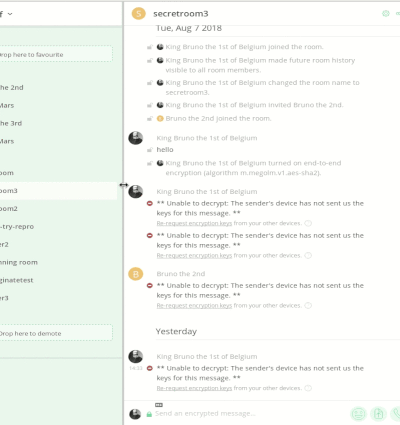 secretroom3
Tue, Aug 7 2018
King Bruno the 1st of Belgium joined the room.
King Bruno the 1st of Belgium made future room history
visible to all room members.
King Bruno the 1st of Belgium changed the room name to
secretroom3.
King Bruno the 1st of Belgium invited Bruno the 2nd.
Bruno the 2nd joined the room.
King Bruno the 1st of Belgium
hello
King Bruno the 1st of Belgium turned on end-to-end
encryption (algorithm m.megolm.v1.aes-sha2).
King Bruno the 1st of Belgium
** Unable to decrypt: The sender's device has not sent us the
keys for this message. **
Re-request encryption keys from your other devices.
** Unable to decrypt: The sender's device has not sent us the
keys for this message. **
Re-request encryption keys from your other devices.
Bruno the 2nd
** Unable to decrypt: The sender's device has not sent us the
keys for this message. **
Re-request encryption keys from your other devices.
Yesterday
King Bruno the 1st of Belgium
** Unable to decrypt: The sender's device has not sent us the
keys for this message. **
Re-request encryption keys from your other devices.
Send an encrypted message...
f
rop here to favourite
he 2nd
Mars
he 3rd
Mars
oom
oom3
oom2
-try-repro
er2
nning room
ginatetest
er3
Drop here to demote